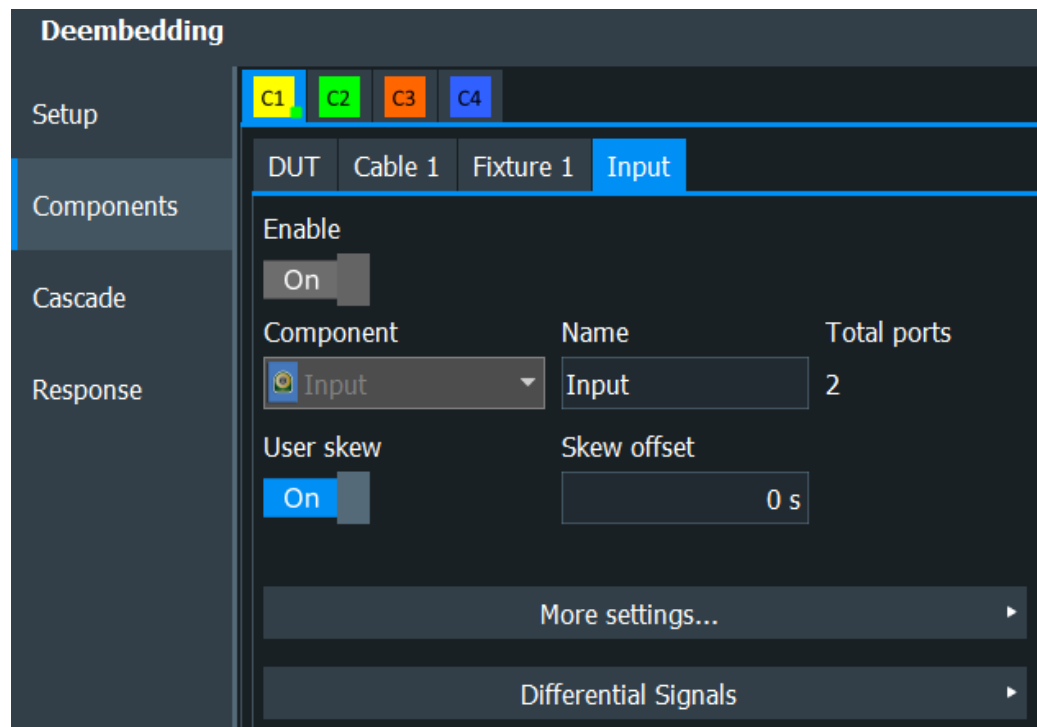 Deembedding
Setup
Components
Cascade
Response
C1 C2 C3 C4
DUT Cable 1 Fixture 1 Input
Enable
On
Component Name Total ports
Input Input 2
User skew Skew offset
On 0 s
More settings...
Differential Signals